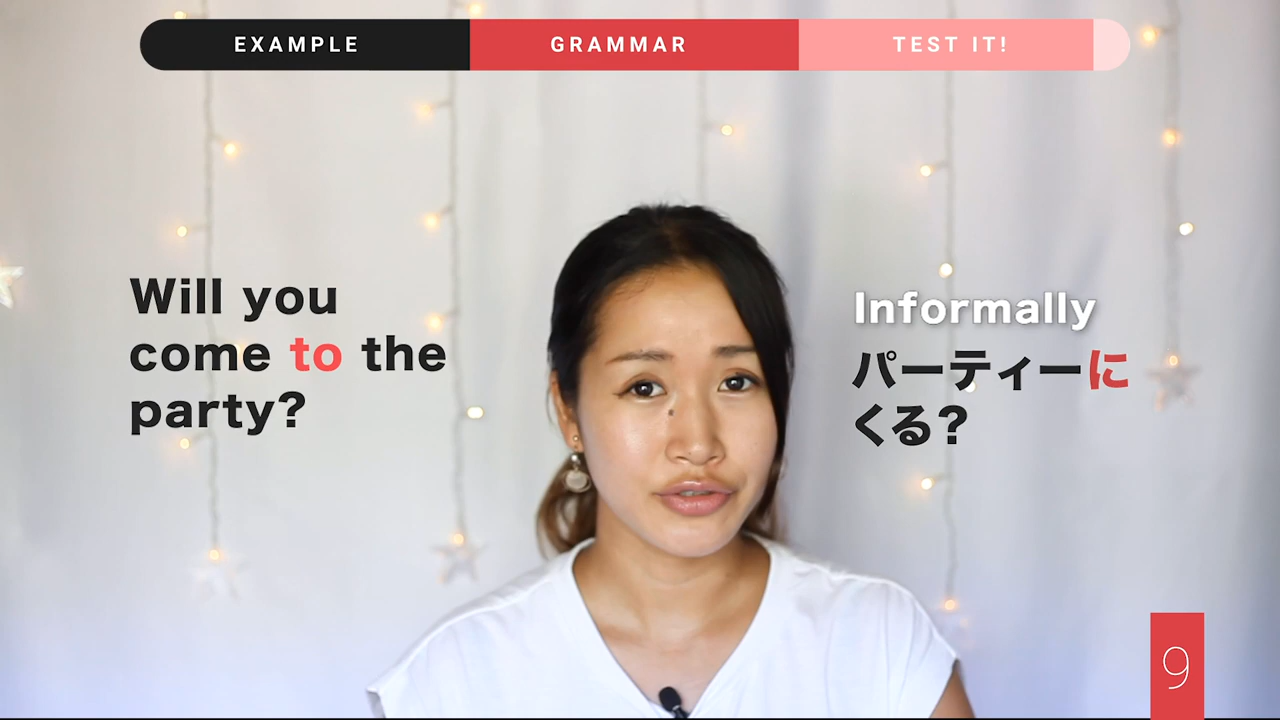 EXAMPLE
GRAMMAR
TEST IT!
Will you
come to the
party?
Informally
パーティーに
くる？
9